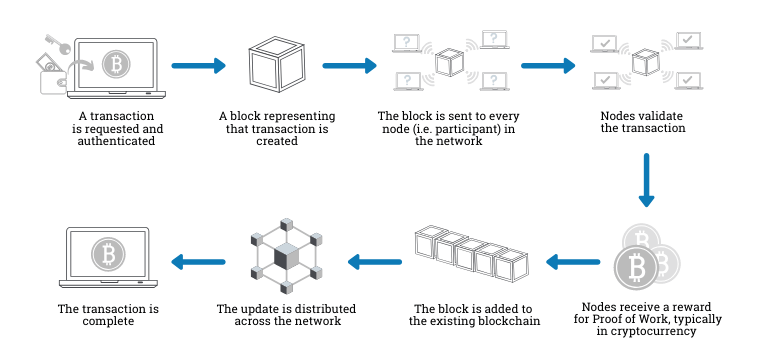 A transaction
is requested and
authenticated
A block representing
that transaction is
created
The block is sent to every
node (i.e. participant) in
the network
Nodes validate
the transaction
The transaction is
complete
The update is distributed
across the network
The block is added to
the existing blockchain
Nodes receive a reward
for Proof of Work, typically
in cryptocurrency